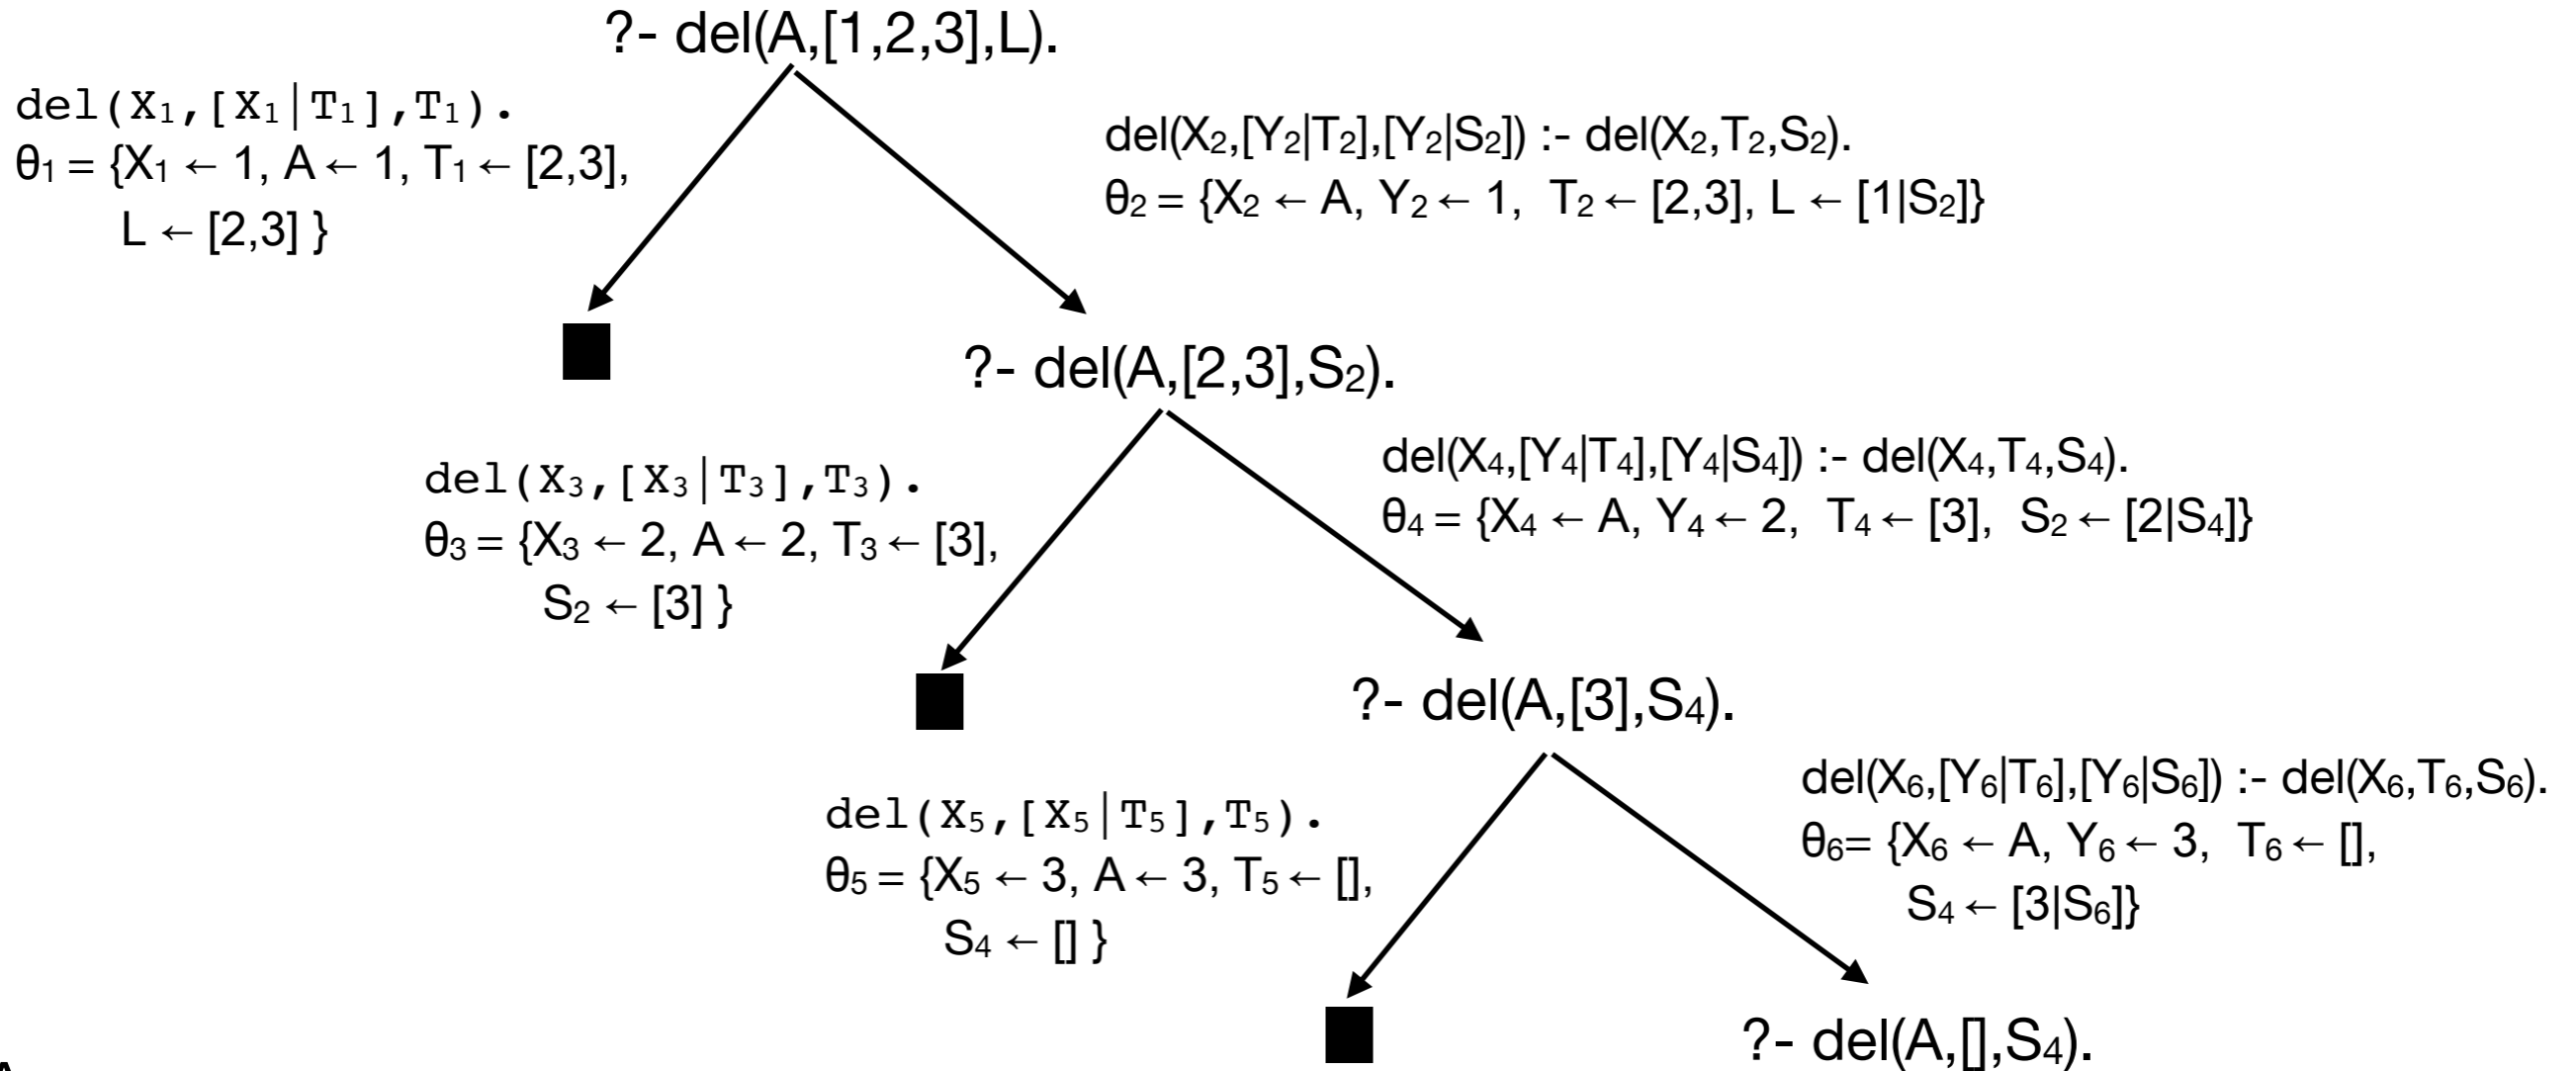 ?- del(A,[1,2,3],L).
del(X₁,[X₁|T₁],T₁).
θ₁ = {X₁ ← 1, A ← 1, T₁ ← [2,3],
L ← [2,3] }
del(X₂,[Y₂|T₂],[Y₂|S₂]) :- del(X₂,T₂,S₂).
θ₂ = {X₂ ← A, Y₂ ← 1, T₂ ← [2,3], L ← [1|S₂]}
?- del(A,[2,3],S₂).
del(X₃,[X₃|T₃],T₃).
θ₃ = {X₃ ← 2, A ← 2, T₃ ← [3],
S₂ ← [3] }
del(X₄,[Y₄|T₄],[Y₄|S₄]) :- del(X₄,T₄,S₄).
θ₄ = {X₄ ← A, Y₄ ← 2, T₄ ← [3], S₂ ← [2|S₄]}
?- del(A,[3],S₄).
del(X₅,[X₅|T₅],T₅).
θ₅ = {X₅ ← 3, A ← 3, T₅ ← [],
S₄ ← [] }
del(X₆,[Y₆|T₆],[Y₆|S₆]) :- del(X₆,T₆,S₆).
θ₆= {X₆ ← A, Y₆ ← 3, T₆ ← [],
S₄ ← [3|S₆]}
?- del(A,[],S₄).